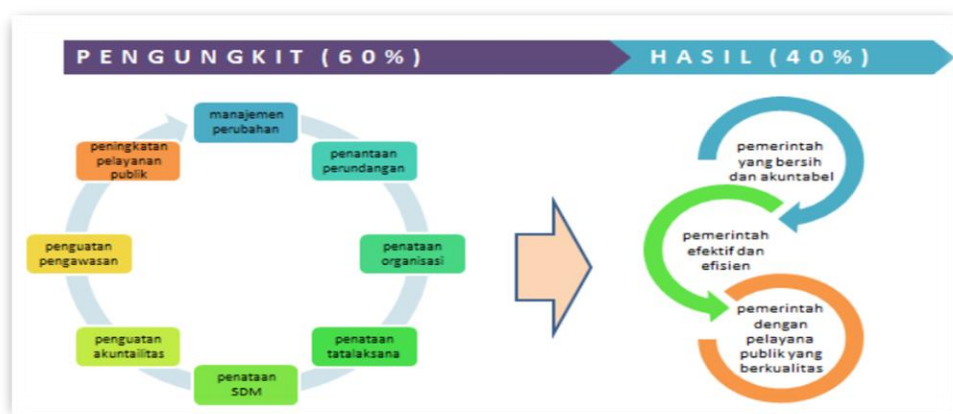 PENGUNGKIT (60%)
HASIL (40%)
manajemen
perubahan
penantaan
perundangan
penataan
organisasi
penataan
tatalaksana
penataan
SDM
penguatan
akuntailitas
penguatan
pengawasan
peningkatan
pelayanan
publik
pemerintah
yang bersih
dan akuntabel
pemerintah
efektif dan
efisien
pemerintah
dengan
pelayana
publik yang
berkualitas